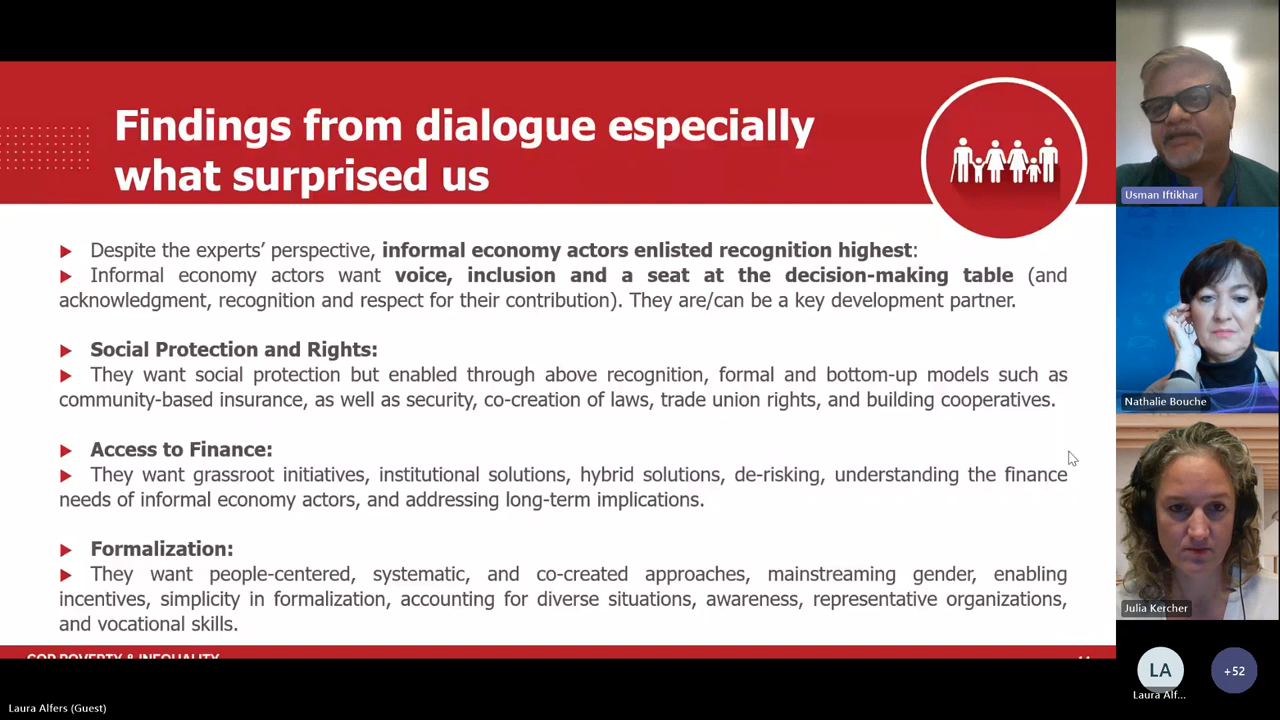 Findings from dialogue especially
what surprised us
Despite the experts’ perspective, informal economy actors enlisted recognition highest:
Informal economy actors want voice, inclusion and a seat at the decision-making table (and
acknowledgment, recognition and respect for their contribution). They are/can be a key development partner.
Social Protection and Rights:
They want social protection but enabled through above recognition, formal and bottom-up models such as
community-based insurance, as well as security, co-creation of laws, trade union rights, and building cooperatives.
Access to Finance:
They want grassroot initiatives, institutional solutions, hybrid solutions, de-risking, understanding the finance
needs of informal economy actors, and addressing long-term implications.
Formalization:
They want people-centered, systematic, and co-created approaches, mainstreaming gender, enabling
incentives, simplicity in formalization, accounting for diverse situations, awareness, representative organizations,
and vocational skills.
COP POVERTY & INEQUALITY
Laura Alfers (Guest)
Usman Iftikhar
Nathalie Bouche
Julia Kercher
LA
Laura Alf...
+52